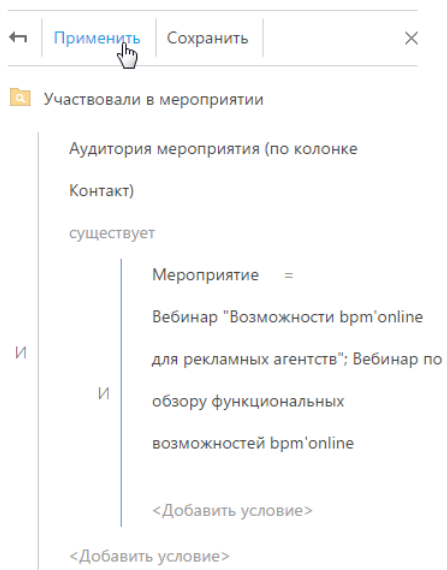 Применить Сохранить
Участвовали в мероприятии
Аудитория мероприятия (по колонке
Контакт)
существует
Мероприятие =
Вебинар "Возможности bpm'online
И для рекламных агентств"; Вебинар по
И обзору функциональных
возможностей bpm'online
<Добавить условие>
<Добавить условие>